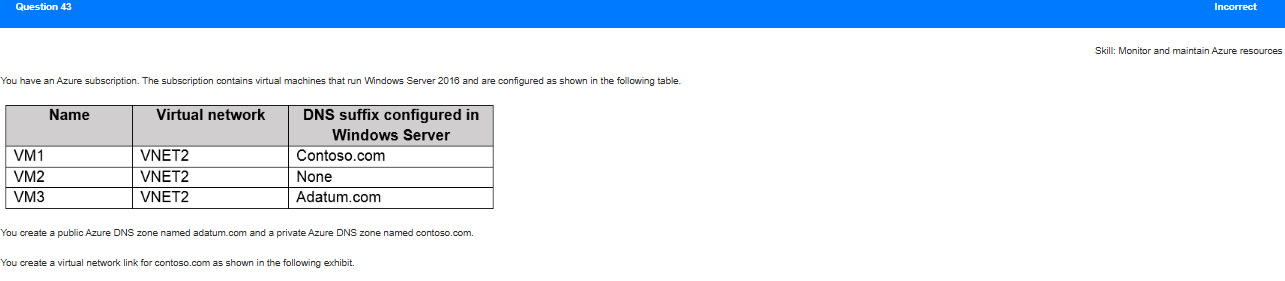 Question 43 Incorrect
Skill: Monitor and maintain Azure resources
You have an Azure subscription. The subscription contains virtual machines that run Windows Server 2016 and are configured as shown in the following table.
Name Virtual network DNS suffix configured in
Windows Server
VM1 VNET2 Contoso.com
VM2 VNET2 None
VM3 VNET2 Adatum.com
You create a public Azure DNS zone named adatum.com and a private Azure DNS zone named contoso.com.
You create a virtual network link for contoso.com as shown in the following exhibit.